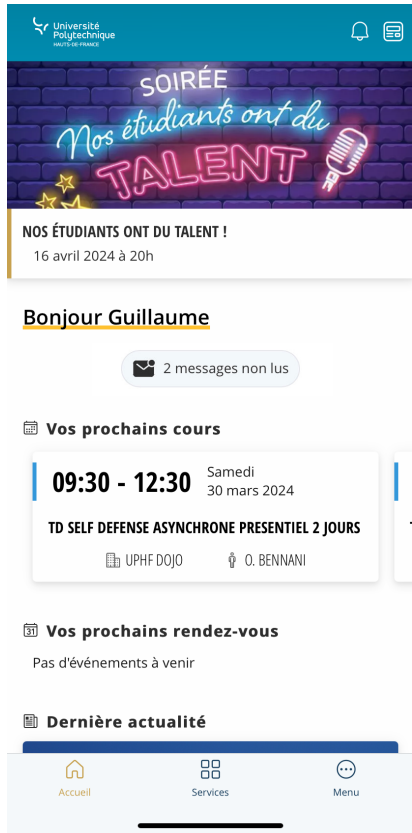 Université
Polytechnique
HAUTS-DE-FRANCE
SOIRÉE
Nos étudiants ont du
TALENT
NOS ÉTUDIANTS ONT DU TALENT !
16 avril 2024 à 20h
Bonjour Guillaume
2 messages non lus
Vos prochains cours
09:30 - 12:30
Samedi
30 mars 2024
TD SELF DEFENSE ASYNCHRONE PRESENTIEL 2 JOURS
UPHF DOJO
O. BENNANI
31
Vos prochains rendez-vous
Pas d'événements à venir
Dernière actualité
Accueil
Services
Menu